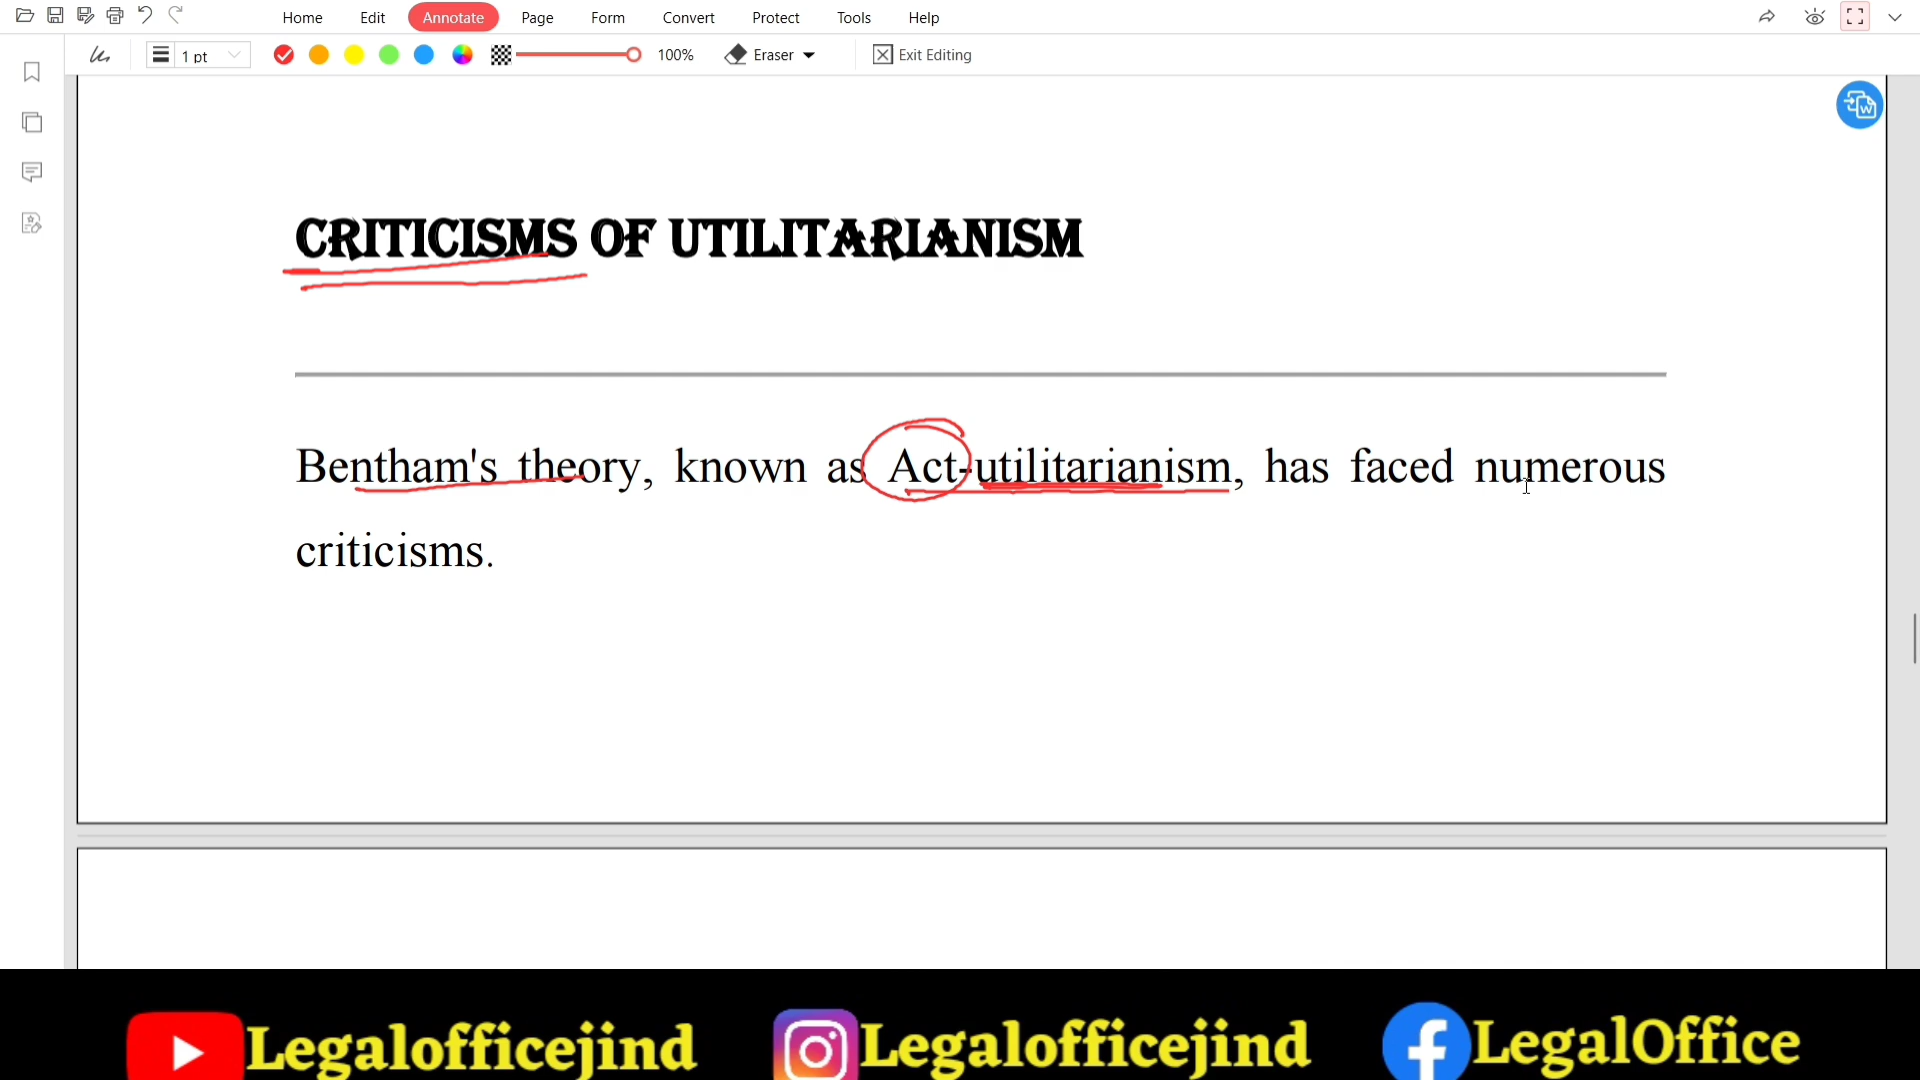 Home Edit Annotate Page Form Convert Protect Tools Help
1 pt 100% Eraser Exit Editing
CRITICISMS OF UTILITARIANISM
Bentham's theory, known as Act-utilitarianism, has faced numerous
criticisms.
Legalofficejind Legalofficejind LegalOffice